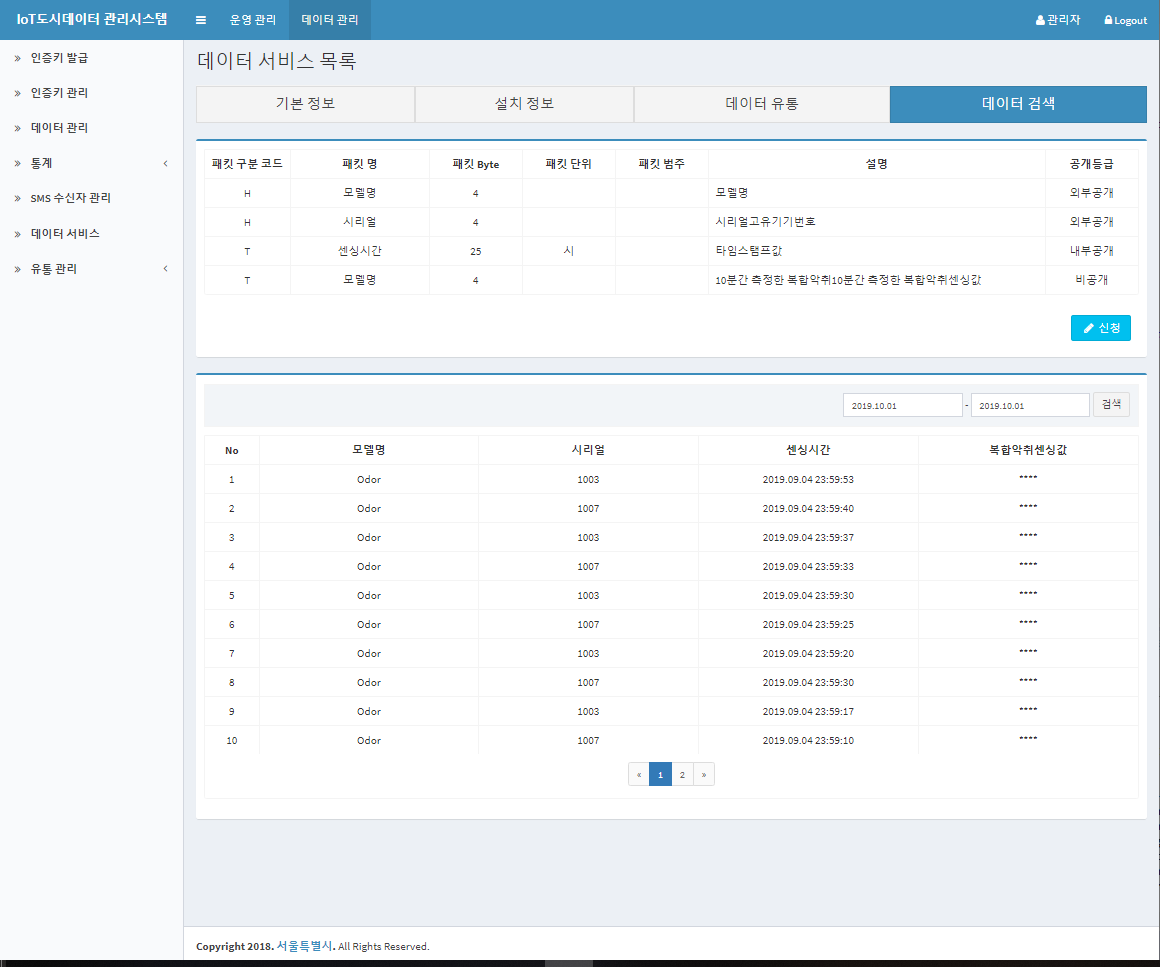 IoT도시데이터 관리시스템 운영 관리 데이터 관리 관리자 Logout
인증키 발급
인증키 관리
데이터 관리
통계
SMS 수신자 관리
데이터 서비스
유통 관리
데이터 서비스 목록
기본 정보 설치 정보 데이터 유통 데이터 검색
패킷 구분 코드 패킷 명 패킷 Byte 패킷 단위 패킷 범주 설명 공개등급
H 모델명 4 모델명 외부공개
H 시리얼 4 시리얼고유기기번호 외부공개
T 센싱시간 25 시 타임스탬프값 내부공개
T 모델명 4 10분간 측정한 복합악취10분간 측정한 복합악취센싱값 비공개
신청
2019.10.01 - 2019.10.01 검색
No 모델명 시리얼 센싱시간 복합악취센싱값
1 Odor 1003 2019.09.04 23:59:53 ****
2 Odor 1007 2019.09.04 23:59:40 ****
3 Odor 1003 2019.09.04 23:59:37 ****
4 Odor 1007 2019.09.04 23:59:33 ****
5 Odor 1003 2019.09.04 23:59:30 ****
6 Odor 1007 2019.09.04 23:59:25 ****
7 Odor 1003 2019.09.04 23:59:20 ****
8 Odor 1007 2019.09.04 23:59:30 ****
9 Odor 1003 2019.09.04 23:59:17 ****
10 Odor 1007 2019.09.04 23:59:10 ****
« 1 2 »
Copyright 2018. 서울특별시. All Rights Reserved.